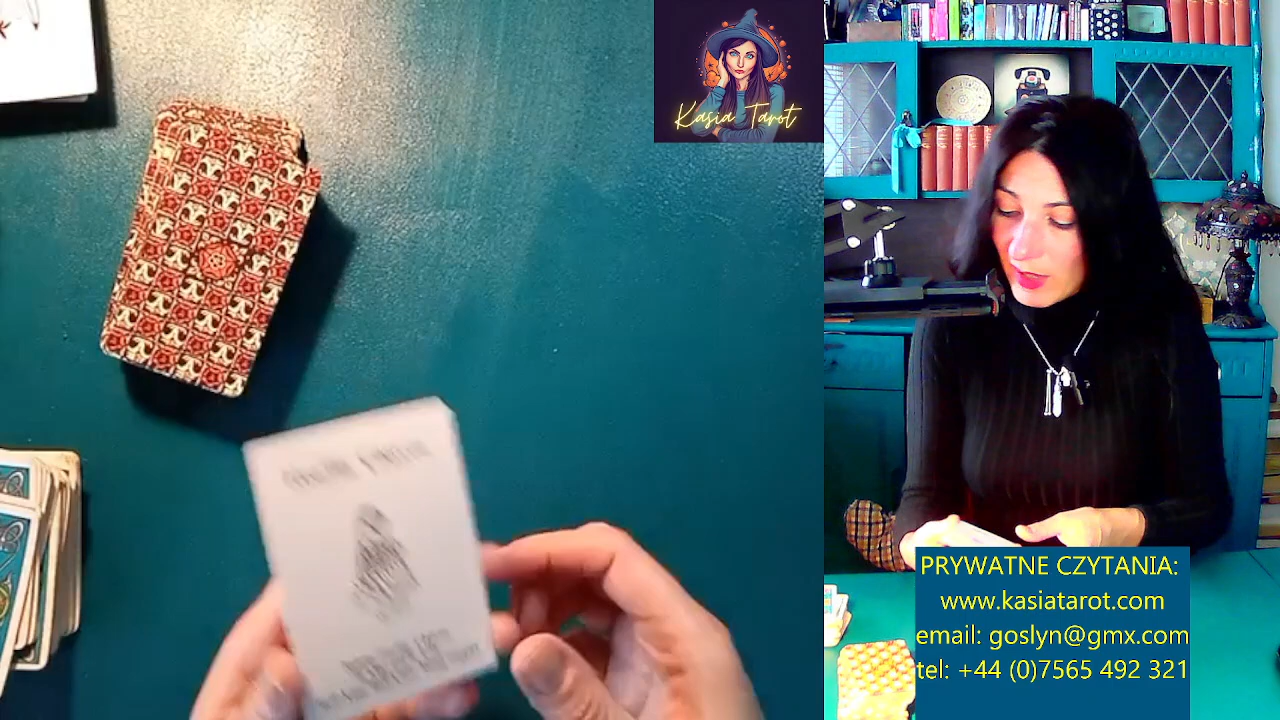 Kasia Tarot
PRYWATNE CZYTANIA:
www.kasiatarot.com
email: goslyn@gmx.com
tel: +44 (0)7565 492 321